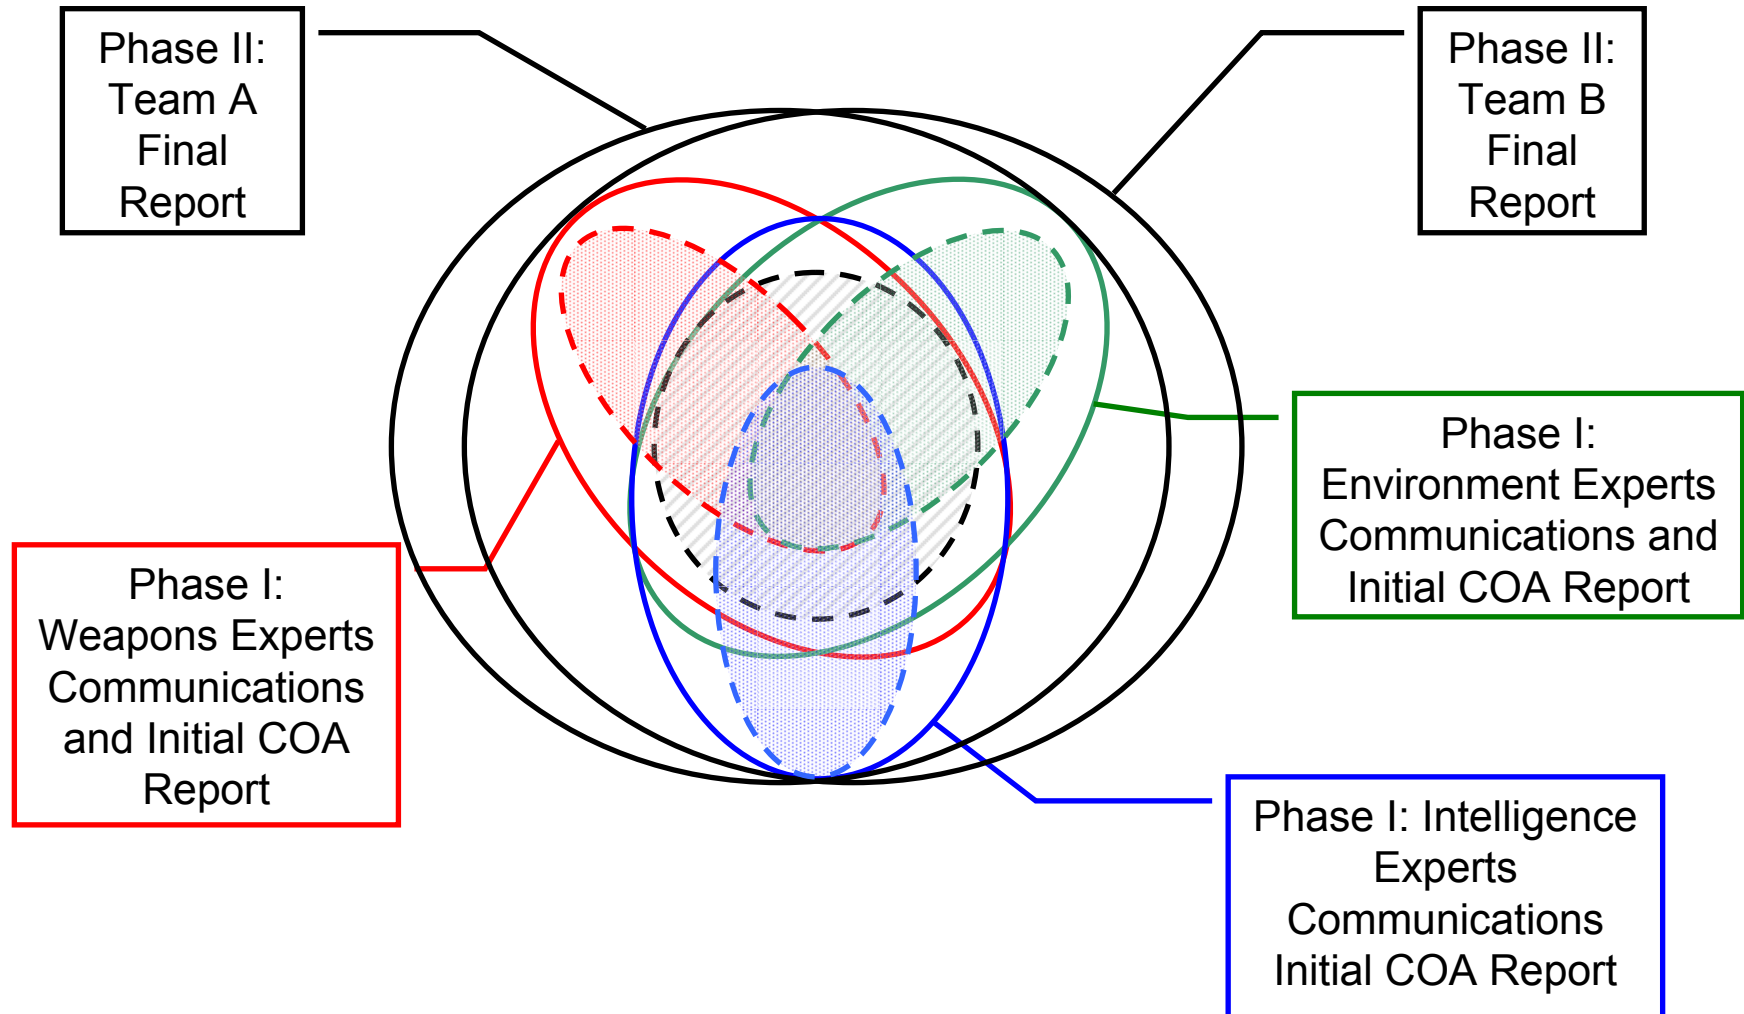 Phase II:
Team A
Final
Report
Phase II:
Team B
Final
Report
Phase I:
Environment Experts
Communications and
Initial COA Report
Phase I:
Weapons Experts
Communications
and Initial COA
Report
Phase I: Intelligence
Experts
Communications
Initial COA Report